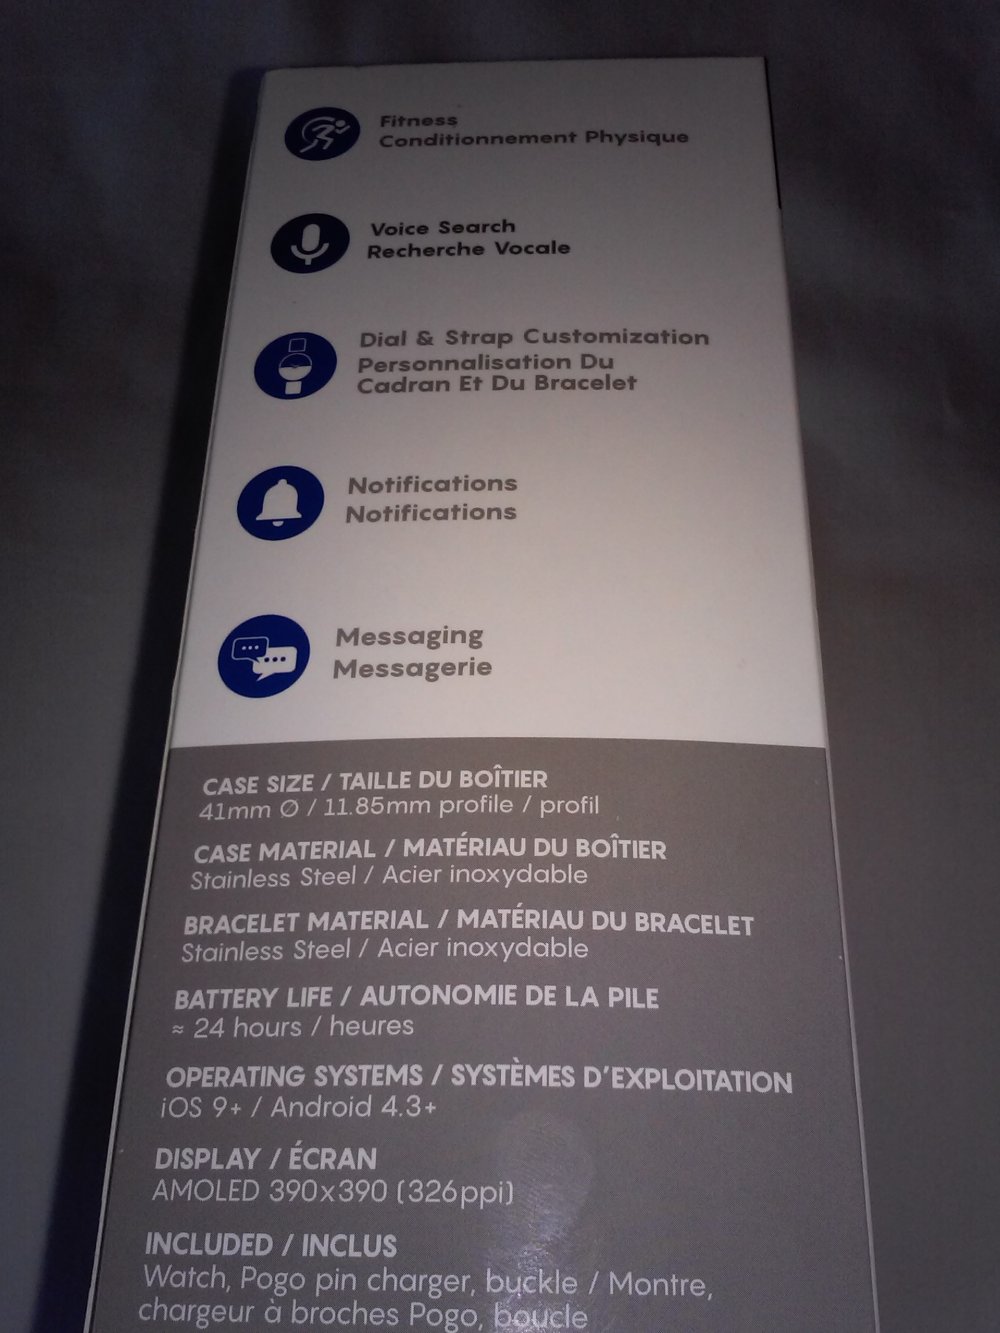 Fitness
Conditionnement Physique
Voice Search
Recherche Vocale
Dial & Strap Customization
Personnalisation Du
Cadran Et Du Bracelet
Notifications
Notifications
Messaging
Messagerie
CASE SIZE / TAILLE DU BOÎTIER
41mm Ø / 11.85mm profile / profil
CASE MATERIAL / MATÉRIAU DU BOÎTIER
Stainless Steel / Acier inoxydable
BRACELET MATERIAL / MATÉRIAU DU BRACELET
Stainless Steel / Acier inoxydable
BATTERY LIFE / AUTONOMIE DE LA PILE
≈ 24 hours / heures
OPERATING SYSTEMS / SYSTÈMES D'EXPLOITATION
iOS 9+ / Android 4.3+
DISPLAY / ÉCRAN
AMOLED 390x390 (326ppi)
INCLUDED / INCLUS
Watch, Pogo pin charger, buckle / Montre,
chargeur à broches Pogo, boucle